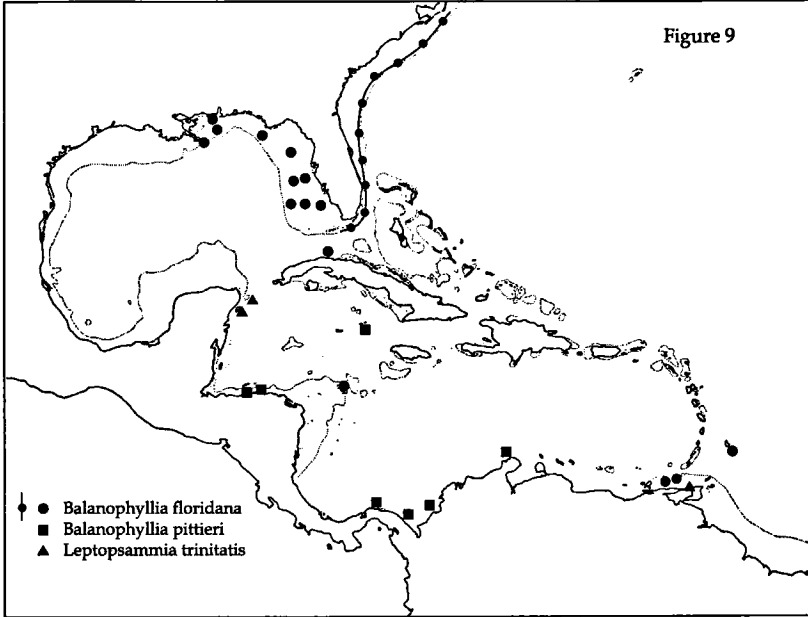 Figure 9
Balanophyllia floridana
Balanophyllia pittieri
Leptopsammia trinitatis